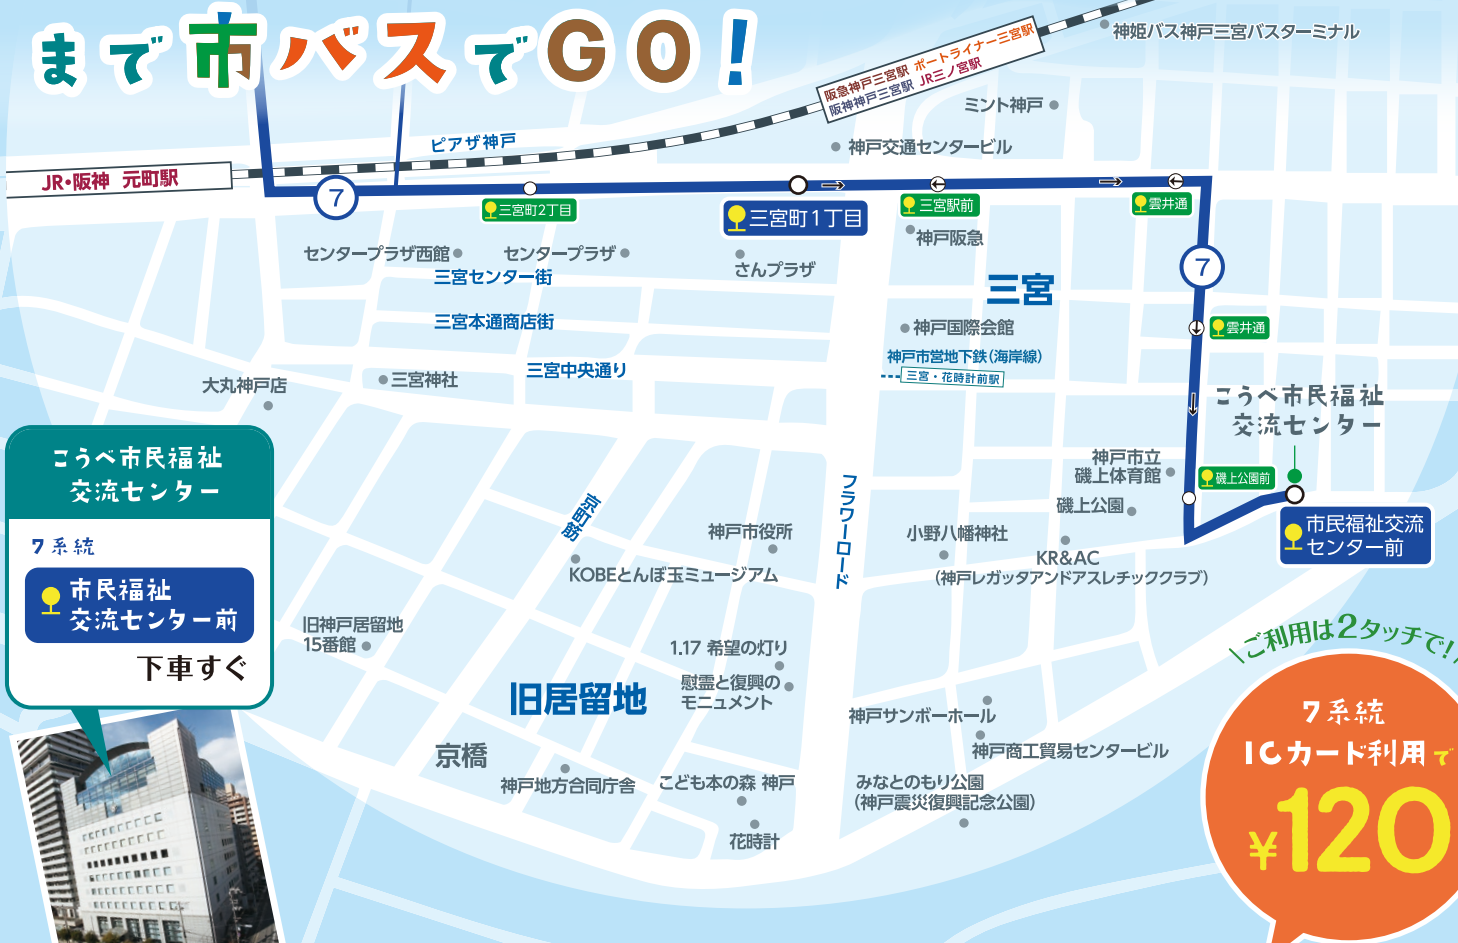 まで市バスでGO!
神姫バス神戸三宮バスターミナル
阪急神戸三宮駅 ポートライナー三宮駅
阪神神戸三宮駅 JR三ノ宮駅
ミント神戸
神戸交通センタービル
ピアザ神戸
JR・阪神 元町駅
7
三宮町2丁目
三宮町1丁目
三宮駅前
雲井通
神戸阪急
センタープラザ西館
センタープラザ
さんプラザ
三宮センター街
三宮
7
三宮本通商店街
神戸国際会館
雲井通
神戸市営地下鉄(海岸線)
三宮・花時計前駅
三宮中央通り
大丸神戸店
三宮神社
こうべ市民福祉
交流センター
こうべ市民福祉
交流センター
7系統
市民福祉
交流センター前
下車すぐ
神戸市立
磯上体育館
磯上公園前
磯上公園
市民福祉交流
センター前
フラワーロード
京町筋
神戸市役所
小野八幡神社
KR&AC
(神戸レガッタアンドアスレチッククラブ)
KOBEとんぼ玉ミュージアム
旧神戸居留地
15番館
1.17 希望の灯り
慰霊と復興の
モニュメント
旧居留地
神戸サンボーホール
神戸商工貿易センタービル
京橋
神戸地方合同庁舎
こども本の森 神戸
花時計
みなとのもり公園
(神戸震災復興記念公園)
\ご利用は2タッチで!/
7系統
ICカード利用で
¥120